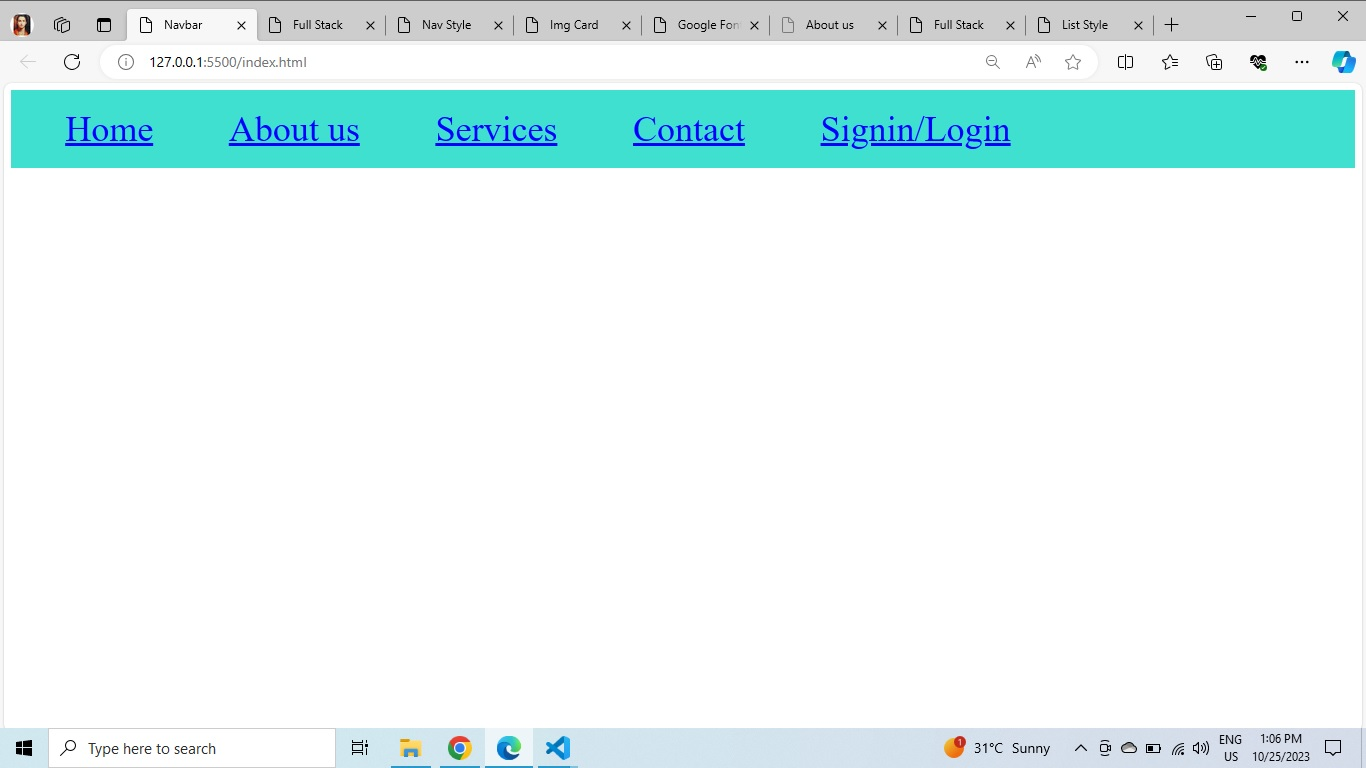 Navbar Full Stack Nav Style Img Card Google Fon About us Full Stack List Style
127.0.0.1:5500/index.html
Home About us Services Contact Signin/Login
Type here to search 1 31°C Sunny ENG 1:06 PM
US 10/25/2023